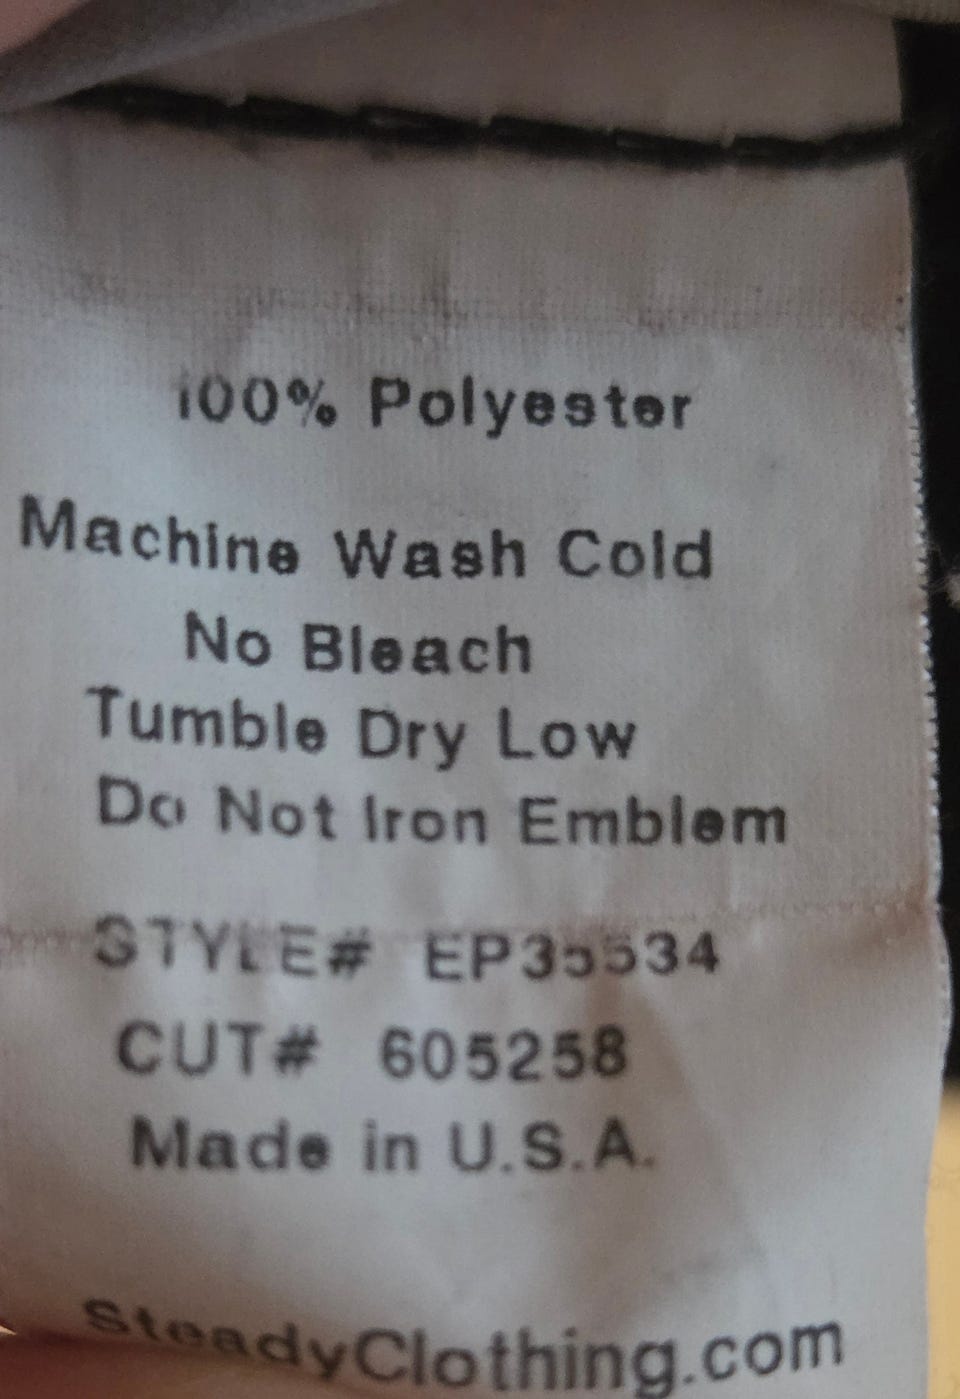 100% Polyester
Machine Wash Cold
No Bleach
Tumble Dry Low
Do Not Iron Emblem
STYLE# EP35534
CUT# 605258
Made in U.S.A.
SteadyClothing.com